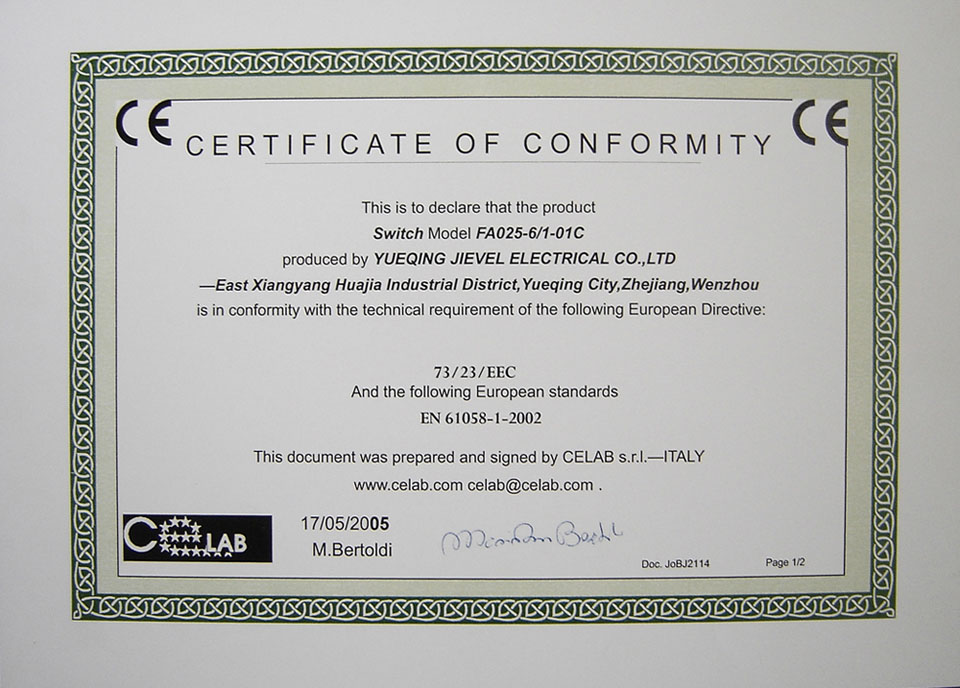 CE CERTIFICATE OF CONFORMITY CE
This is to declare that the product
Switch Model FA025-6/1-01C
produced by YUEQING JIEVEL ELECTRICAL CO.,LTD
—East Xiangyang Huajia Industrial District,Yueqing City,Zhejiang,Wenzhou
is in conformity with the technical requirement of the following European Directive:
73/23/EEC
And the following European standards
EN 61058-1-2002
This document was prepared and signed by CELAB s.r.l.—ITALY
www.celab.com celab@celab.com .
CELAB
17/05/2005
M.Bertoldi
Doc. JoBJ2114 Page 1/2